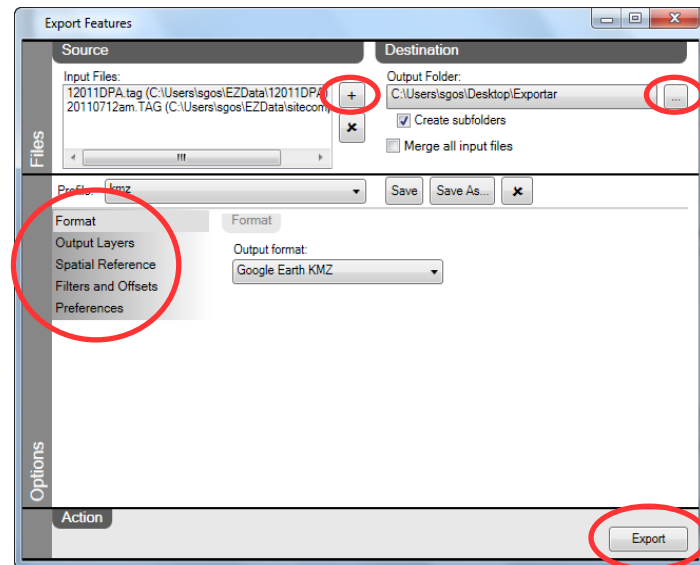 Export Features
Source
Destination
Input Files:
12011DPA.tag (C:\Users\sgos\EZData\12011DPA)
20110712am.TAG (C:\Users\sgos\EZData\sitecom
+
Output Folder:
C:\Users\sgos\Desktop\Exportar
...
Create subfolders
Merge all input files
Files
Profile:
kmz
Save
Save As...
Format
Output Layers
Spatial Reference
Filters and Offsets
Preferences
Format
Output format:
Google Earth KMZ
Options
Action
Export